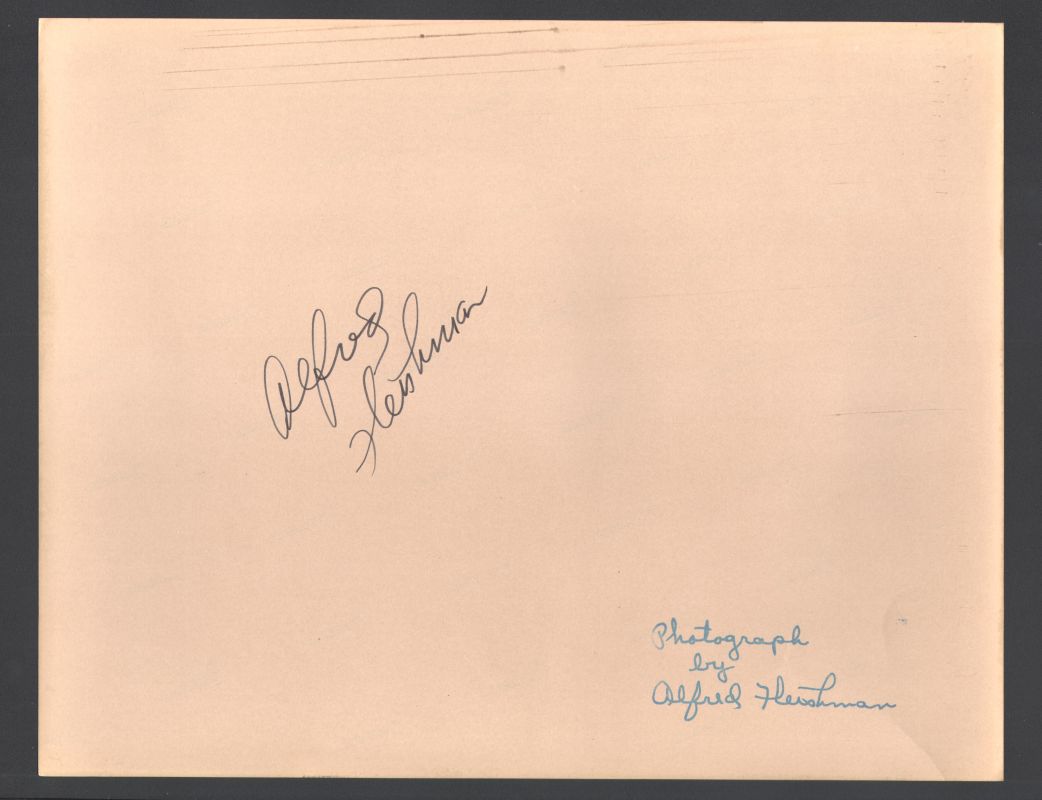 Alfred
Fleishman
Photograph
by
Alfred Fleishman